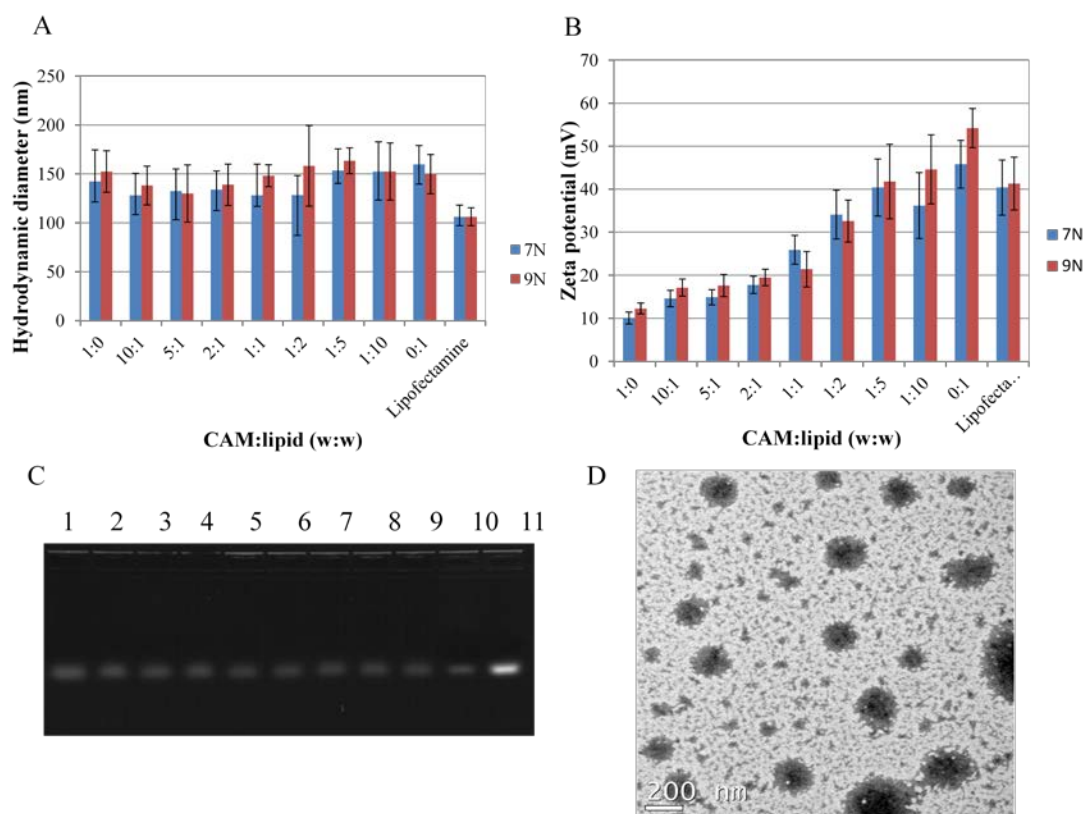 A
Hydrodynamic diameter (nm)
250
200
150
100
50
0
1:0
10:1
5:1
2:1
1:1
1:2
1:5
1:10
0:1
Lipofectamine
CAM:lipid (w:w)
7N
9N
B
Zeta potential (mV)
70
60
50
40
30
20
10
0
1:0
10:1
5:1
2:1
1:1
1:2
1:5
1:10
0:1
Lipofecta..
CAM:lipid (w:w)
7N
9N
C
1 2 3 4 5 6 7 8 9 10 11
D
200 nm